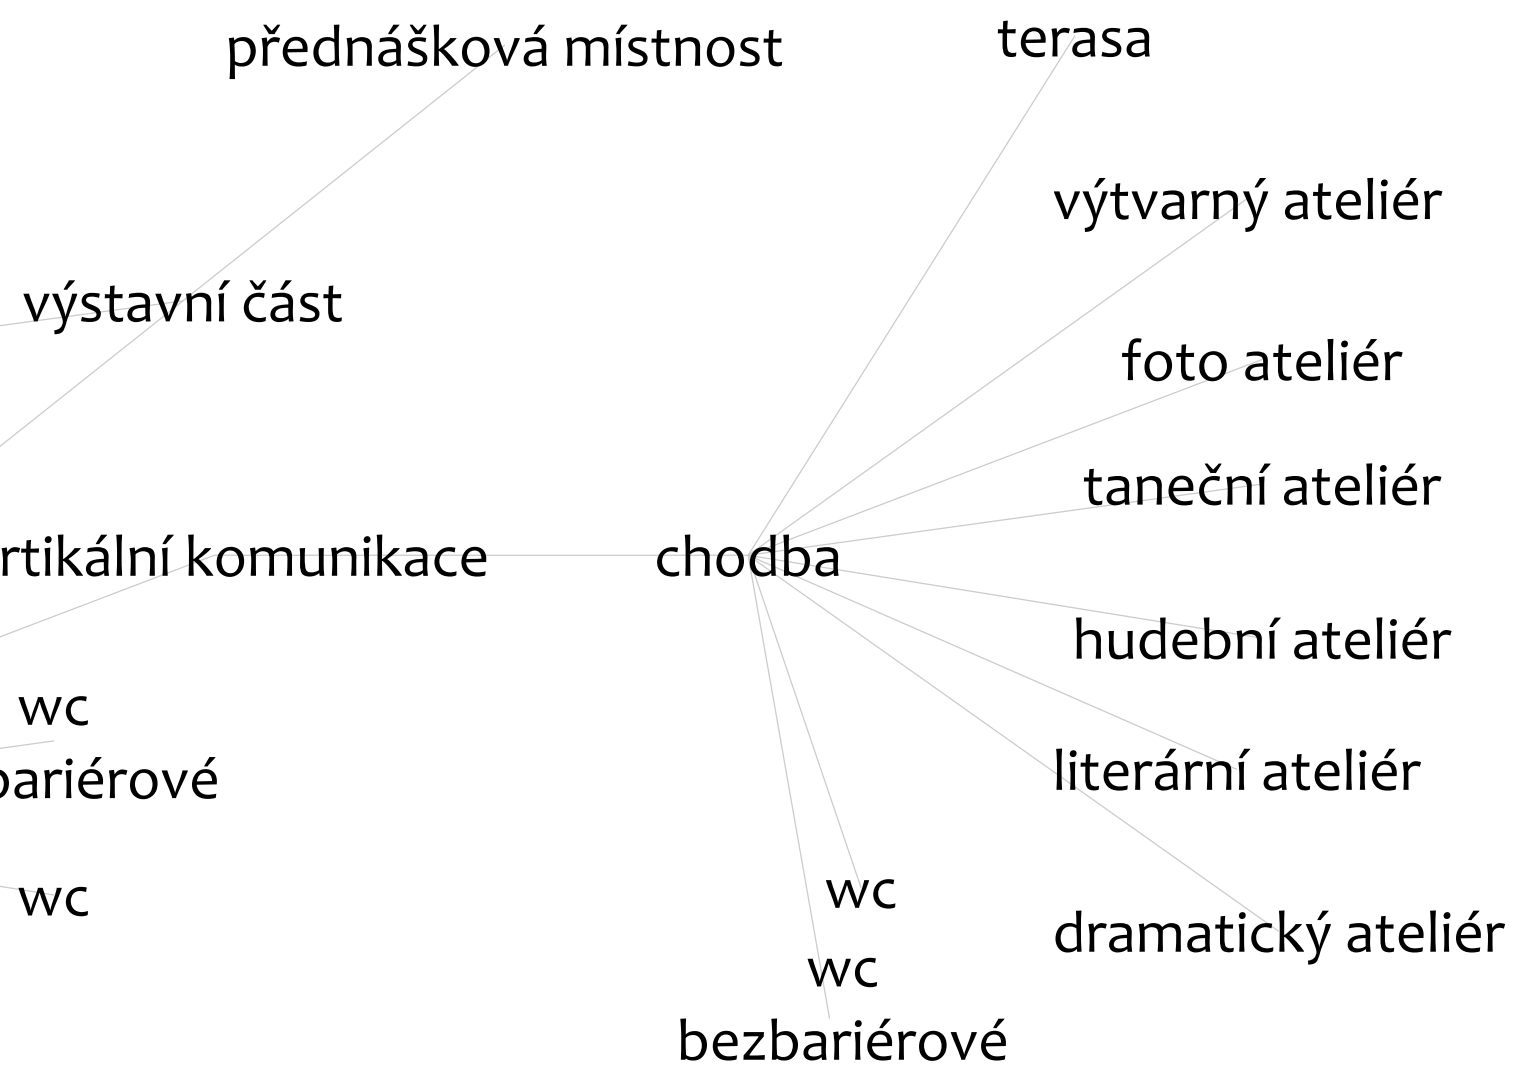 přednášková místnost
terasa
výtvarný ateliér
výstavní část
foto ateliér
taneční ateliér
rtikální komunikace
chodba
hudební ateliér
wc
bariérové
literární ateliér
wc
wc
dramatický ateliér
wc
bezbariérové